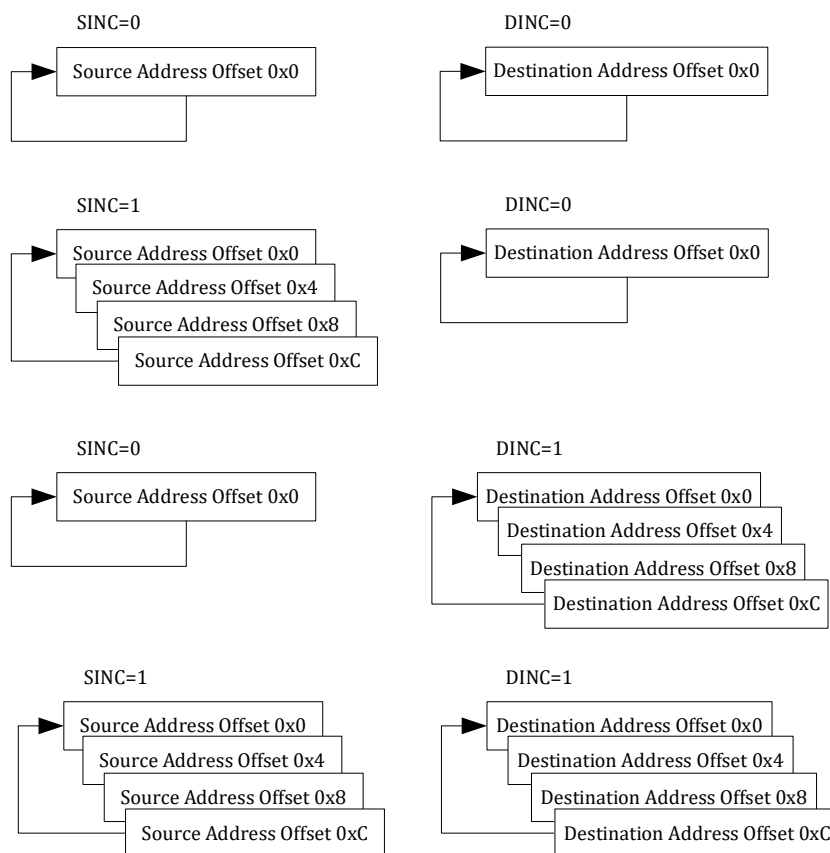 SINC=0
DINC=0
Source Address Offset 0x0
Destination Address Offset 0x0
SINC=1
DINC=0
Source Address Offset 0x0
Source Address Offset 0x4
Source Address Offset 0x8
Source Address Offset 0xC
Destination Address Offset 0x0
SINC=0
DINC=1
Source Address Offset 0x0
Destination Address Offset 0x0
Destination Address Offset 0x4
Destination Address Offset 0x8
Destination Address Offset 0xC
SINC=1
DINC=1
Source Address Offset 0x0
Source Address Offset 0x4
Source Address Offset 0x8
Source Address Offset 0xC
Destination Address Offset 0x0
Destination Address Offset 0x4
Destination Address Offset 0x8
Destination Address Offset 0xC